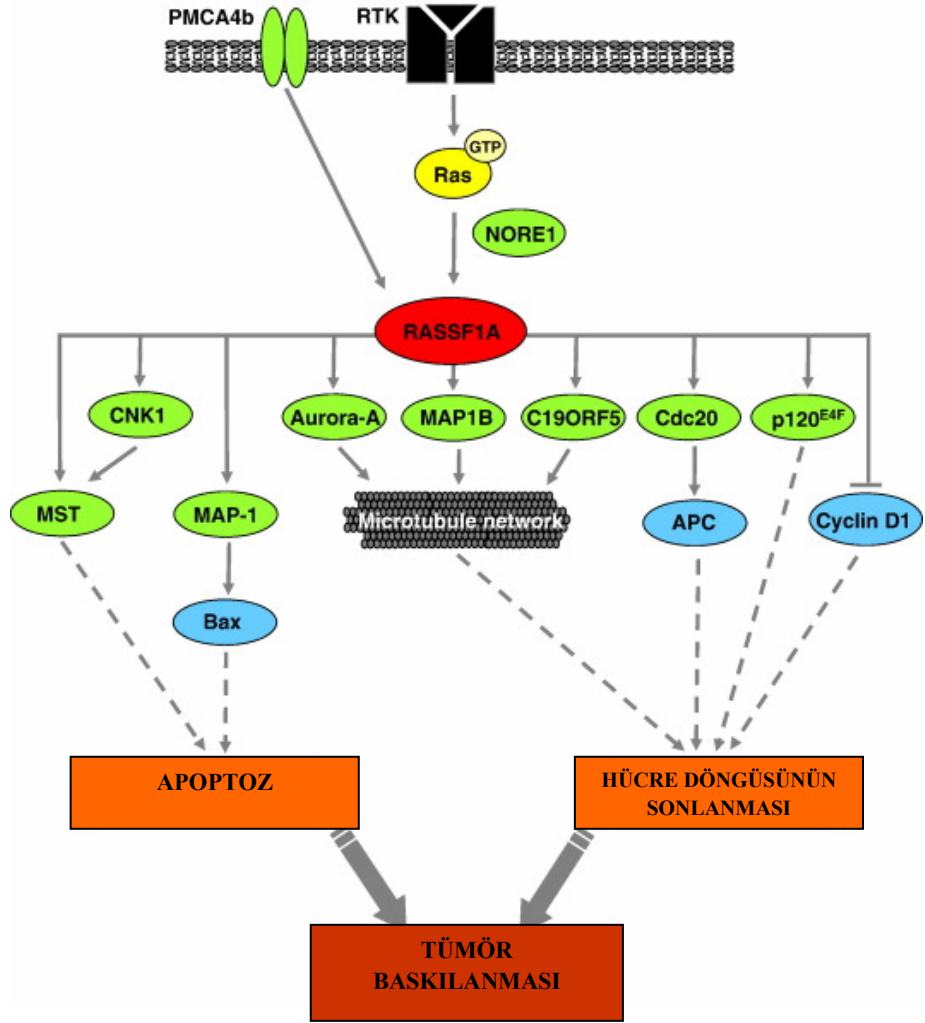 PMCA4b
RTK
GTP
Ras
NORE1
RASSF1A
CNK1
Aurora-A
MAP1B
C19ORF5
Cdc20
p120E4F
MST
MAP-1
Microtubule network
APC
Cyclin D1
Bax
APOPTOZ
HÜCRE DÖNGÜSÜNÜN
SONLANMASI
TÜMÖR
BASKILANMASI